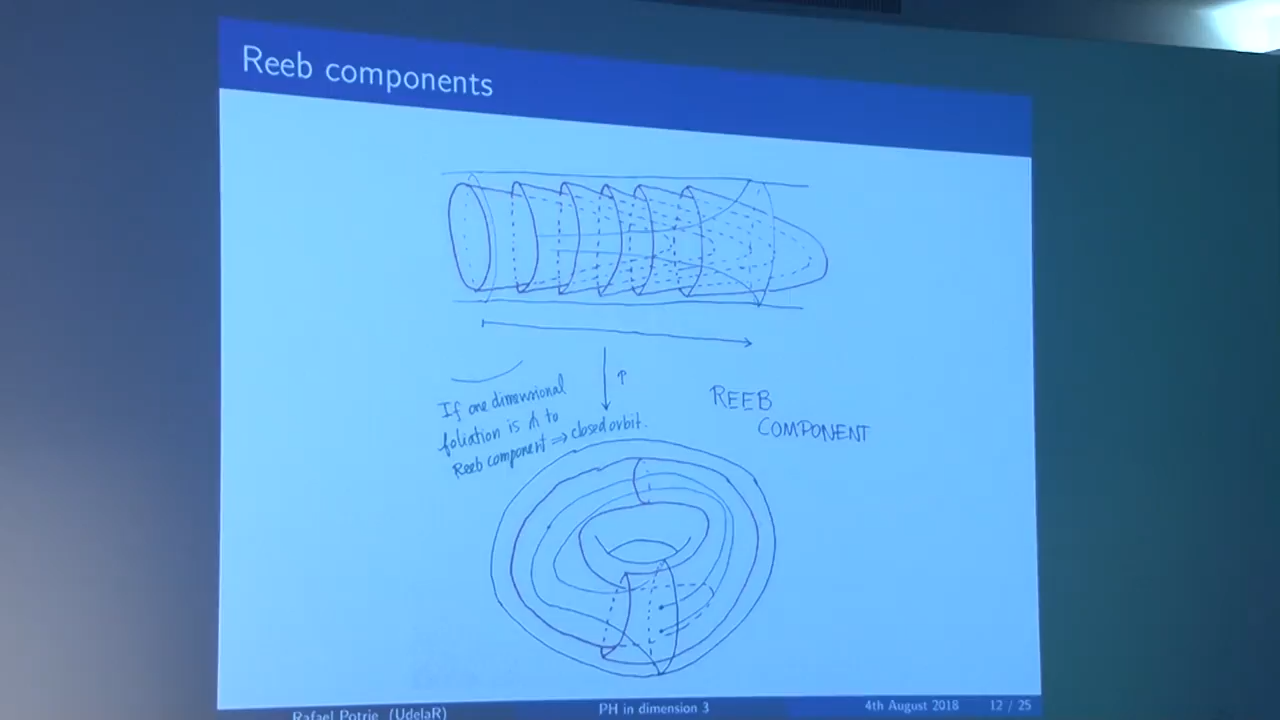 Reeb components
If one dimensional
foliation is ⋔ to
Reeb component ⇒ closed orbit.
REEB
COMPONENT
Rafael Potrie (UdelaR)
PH in dimension 3
4th August 2018
12 / 25